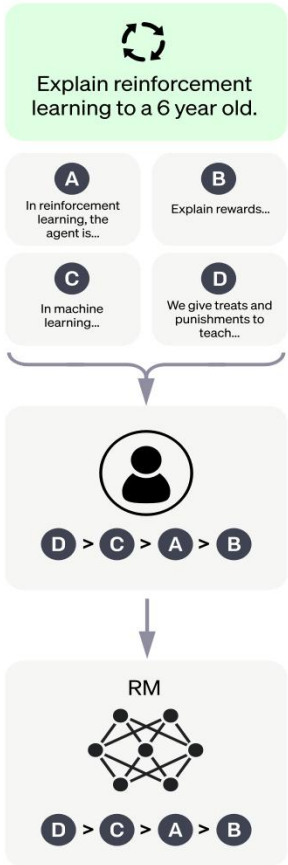 Explain reinforcement
learning to a 6 year old.
A
In reinforcement
learning, the
agent is...
B
Explain rewards...
C
In machine
learning...
D
We give treats and
punishments to
teach...
D > C > A > B
RM
D > C > A > B